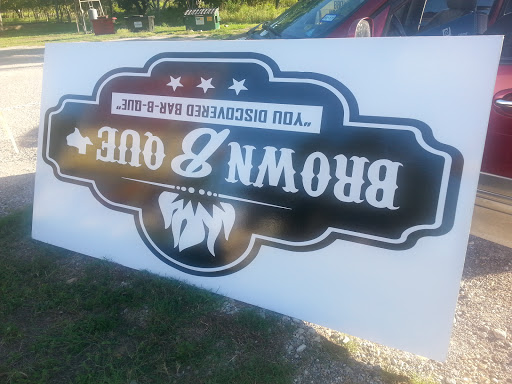 BROWN B QUE
"YOU DISCOVERED BAR-B-QUE"